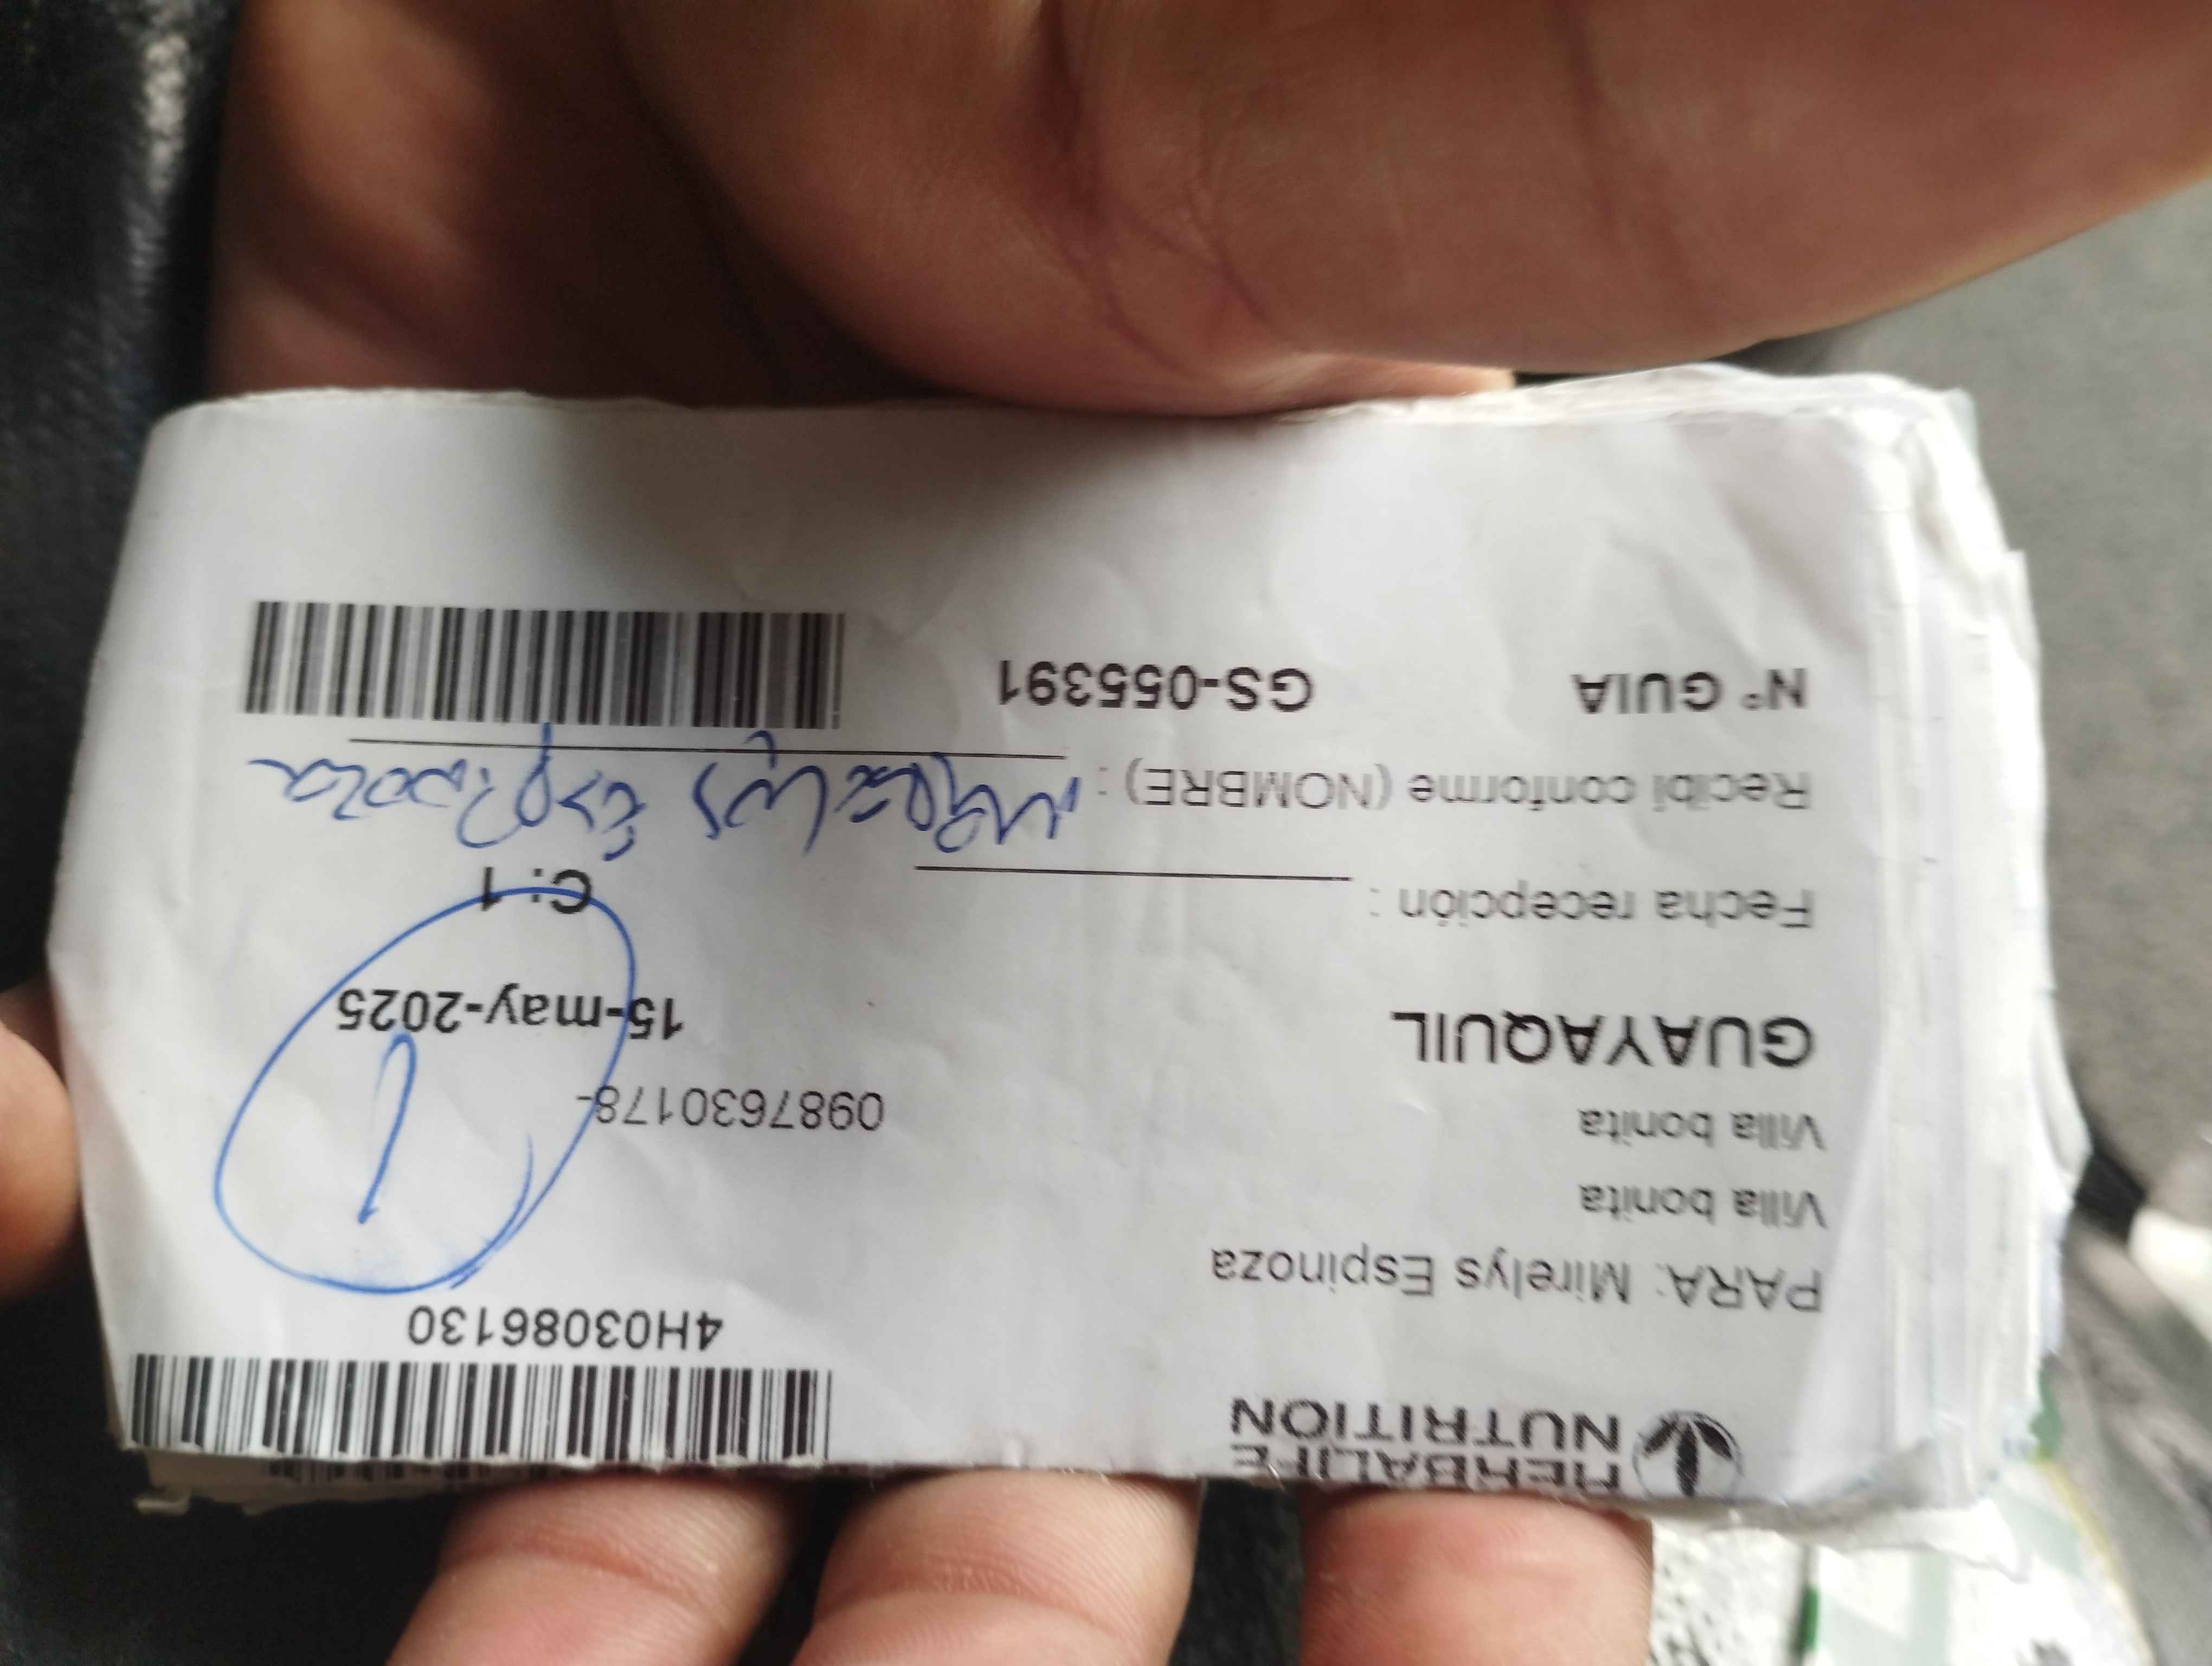 HERBALIFE
NUTRITION
4H03086130
PARA: Mirelys Espinoza
Villa bonita
Villa bonita
0987630178-
GUAYAQUIL
15-may-2025
1
Fecha recepción :
C: 1
Recibí conforme (NOMBRE) : Mirelys Espinoza
N° GUIA GS-055391